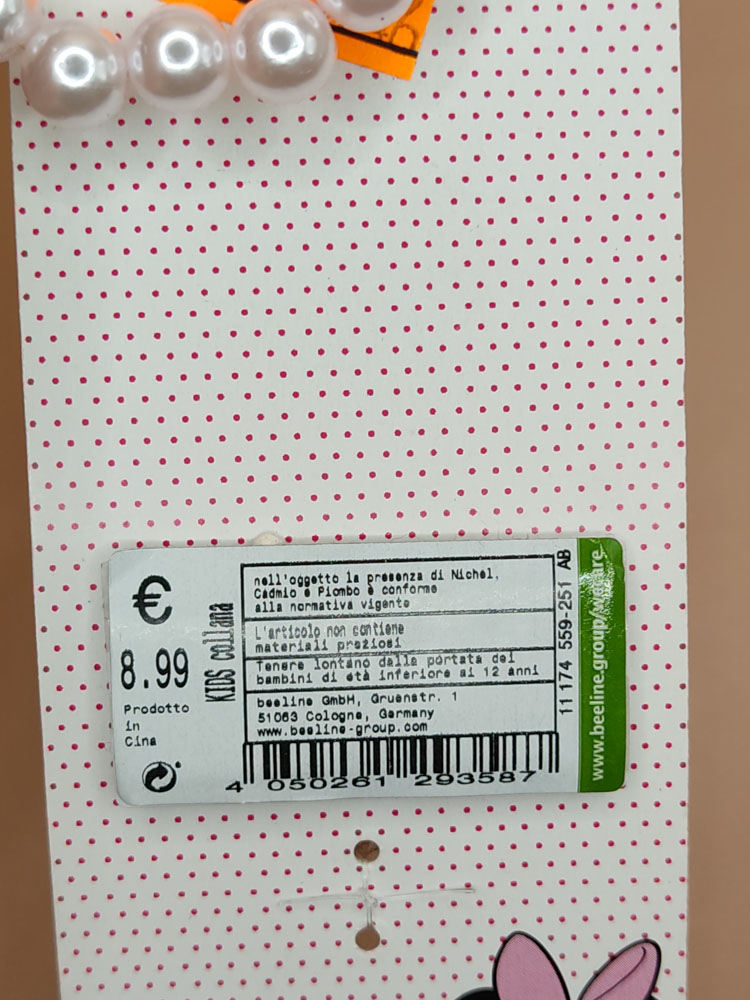 €
8.99
Prodotto
in
Cina
KIDS collana
nell'oggetto la presenza di Nichel,
Cadmio e Piombo è conforme
alla normativa vigente
L'articolo non contiene
materiali preziosi
Tenere lontano dalla portata dei
bambini di età inferiore ai 12 anni
beeline GmbH, Gruenstr. 1
51063 Cologne, Germany
www.beeline-group.com
4 050261 293587
11 174 559-251 AB
www.beeline.group/we-care